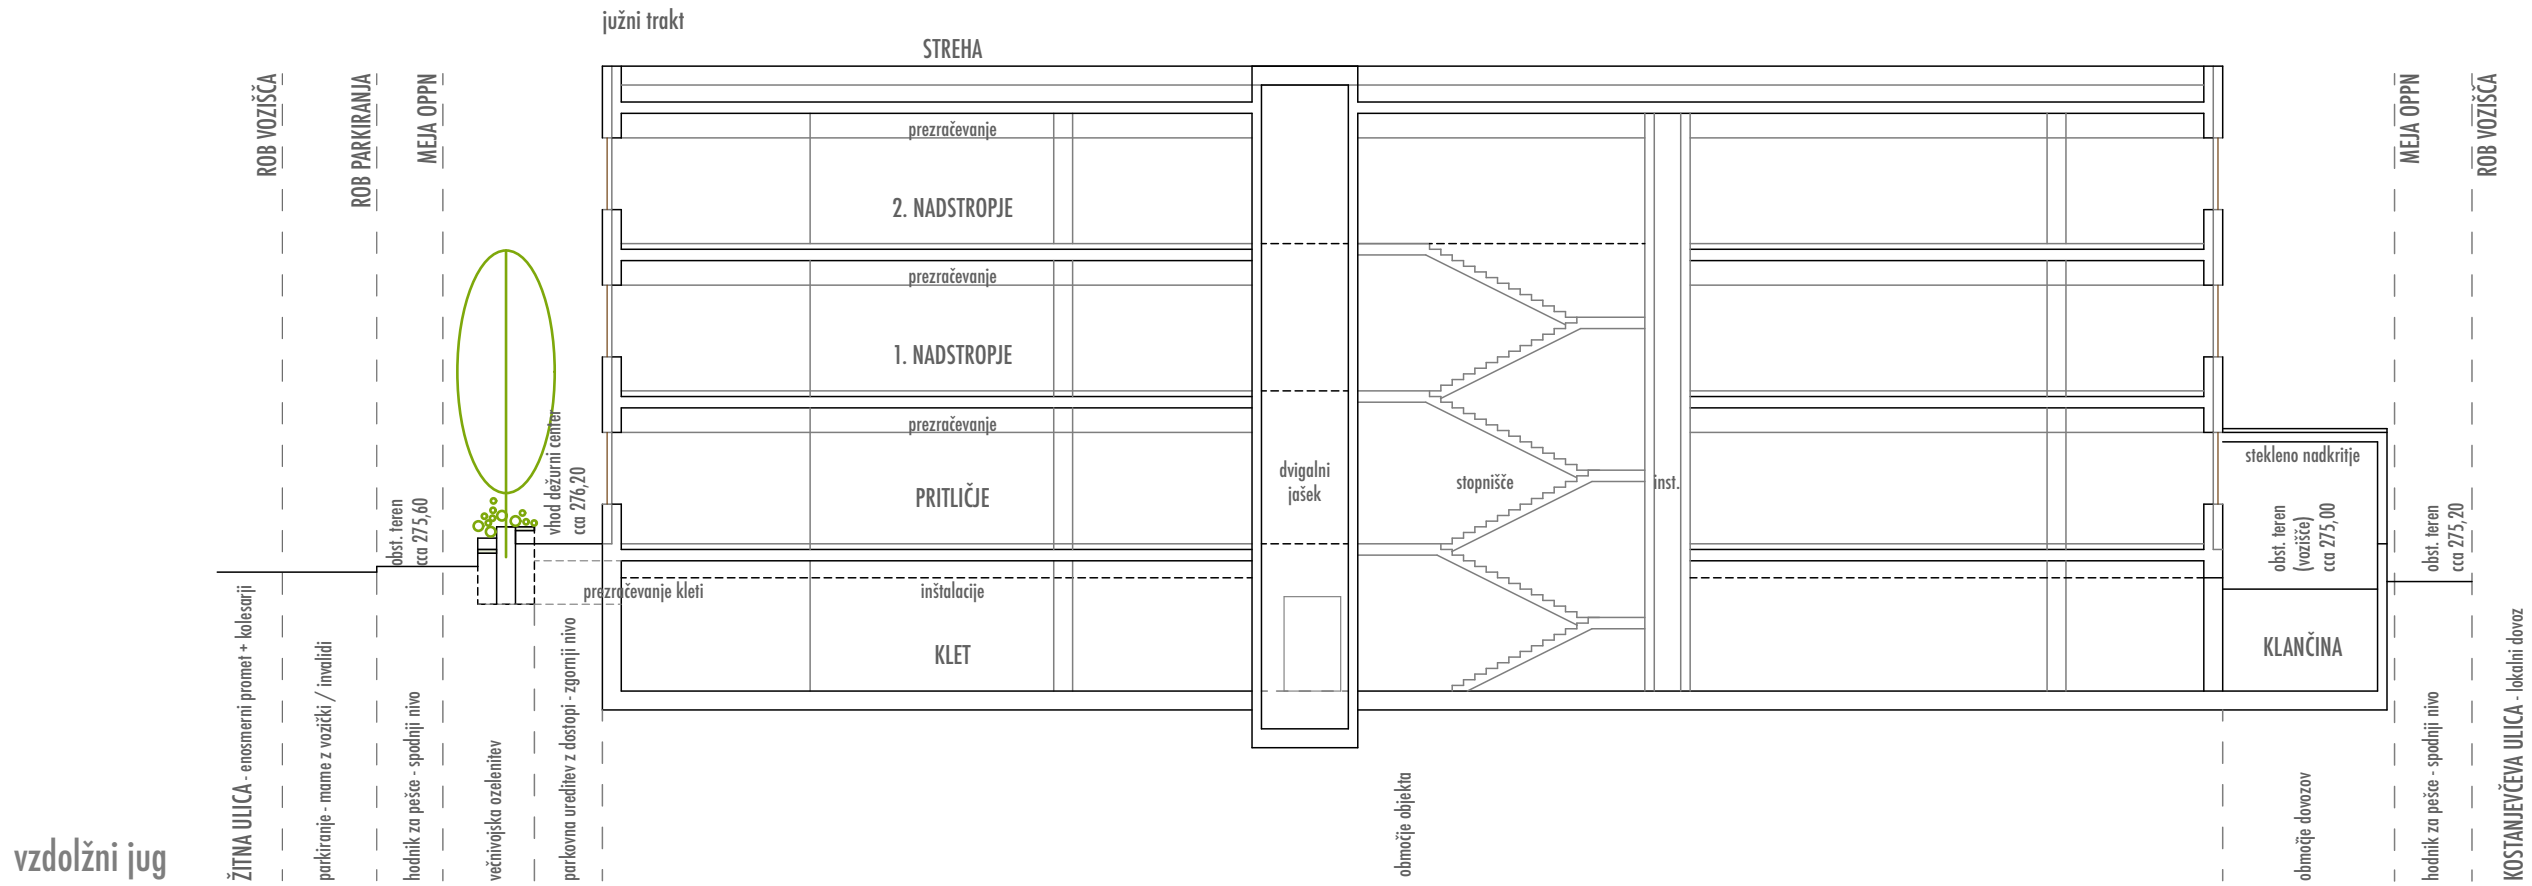 južni trakt
STREHA
ROB VOZIŠČA
ROB PARKIRANJA
MEJA OPPN
MEJA OPPN
ROB VOZIŠČA
prezračevanje
2. NADSTROPJE
prezračevanje
1. NADSTROPJE
prezračevanje
PRITLIČJE
dvigalni
jašek
stopnišče
inst.
stekleno nadkritje
obst. teren
cca 275,60
vhod dežurni center
cca 276,20
obst. teren
(vozišče)
cca 275,00
obst. teren
cca 275,20
prezračevanje kleti
inštalacije
KLET
KLANČINA
ŽITNA ULICA - enosmerni promet + kolesarji
parkiranje - mame z vozički / invalidi
hodnik za pešce - spodnji nivo
večnivojska ozelenitev
parkovna ureditev z dostopi - zgornji nivo
območje objekta
območje dovozov
hodnik za pešce - spodnji nivo
KOSTANJEVČEVA ULICA - lokalni dovoz
vzdolžni jug